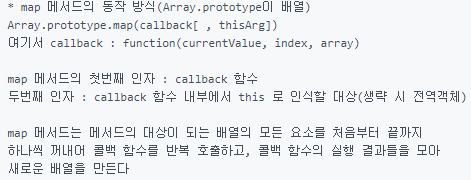 * map 메서드의 동작 방식(Array.prototype이 배열)
Array.prototype.map(callback[ , thisArg])
여기서 callback : function(currentValue, index, array)
map 메서드의 첫번째 인자 : callback 함수
두번째 인자 : callback 함수 내부에서 this 로 인식할 대상(생략 시 전역객체)
map 메서드는 메서드의 대상이 되는 배열의 모든 요소를 처음부터 끝까지
하나씩 꺼내어 콜백 함수를 반복 호출하고, 콜백 함수의 실행 결과들을 모아
새로운 배열을 만든다